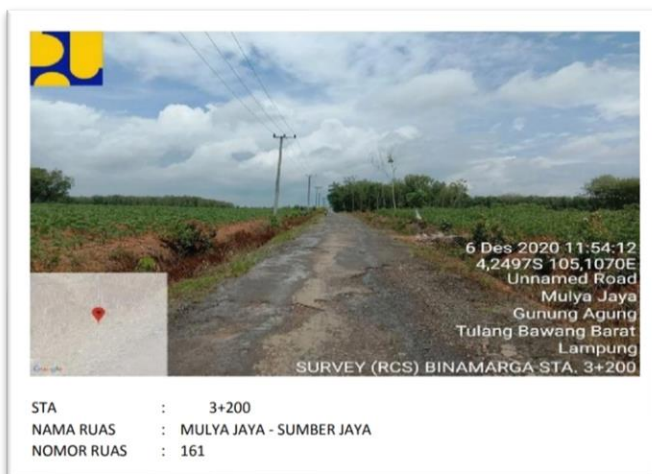 6 Des 2020 11:54:12
4,2497S 105,1070E
Unnamed Road
Mulya Jaya
Gunung Agung
Tulang Bawang Barat
Lampung
SURVEY (RCS) BINAMARGA STA. 3+200
Google
STA : 3+200
NAMA RUAS : MULYA JAYA - SUMBER JAYA
NOMOR RUAS : 161